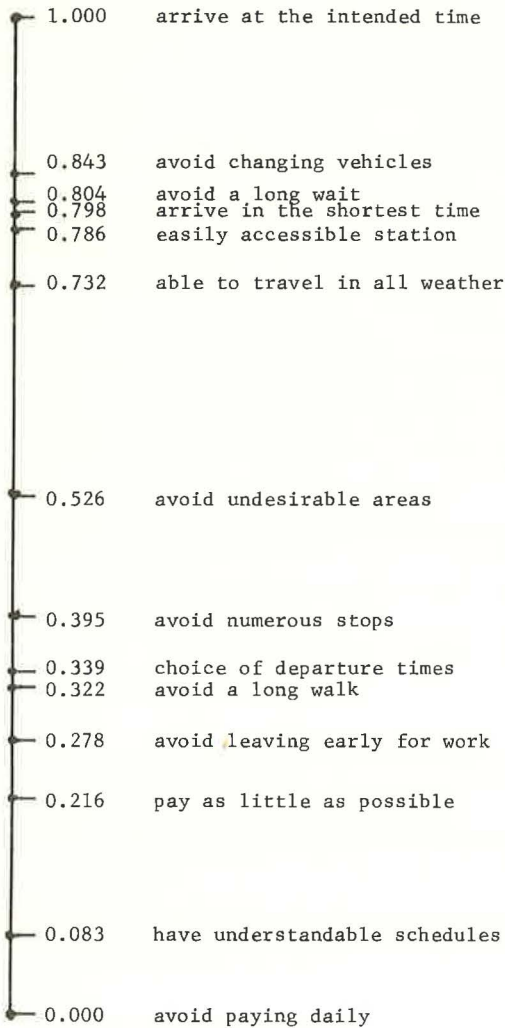 1.000 arrive at the intended time
0.843 avoid changing vehicles
0.804 avoid a long wait
0.798 arrive in the shortest time
0.786 easily accessible station
0.732 able to travel in all weather
0.526 avoid undesirable areas
0.395 avoid numerous stops
0.339 choice of departure times
0.322 avoid a long walk
0.278 avoid leaving early for work
0.216 pay as little as possible
0.083 have understandable schedules
0.000 avoid paying daily